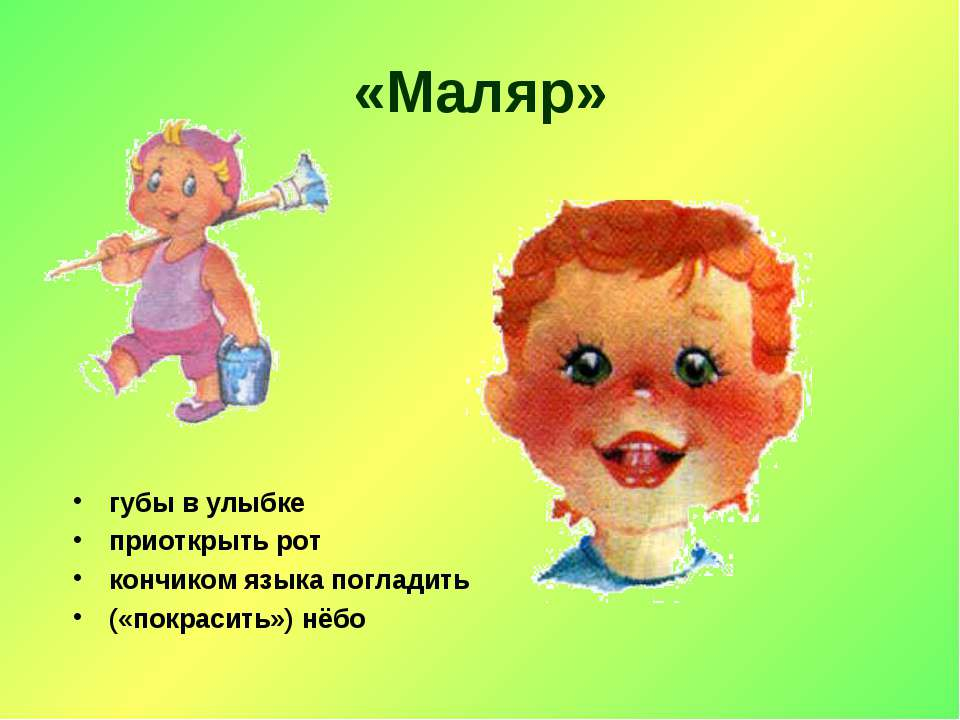 «Маляр»
• губы в улыбке
• приоткрыть рот
• кончиком языка погладить
• («покрасить») нёбо